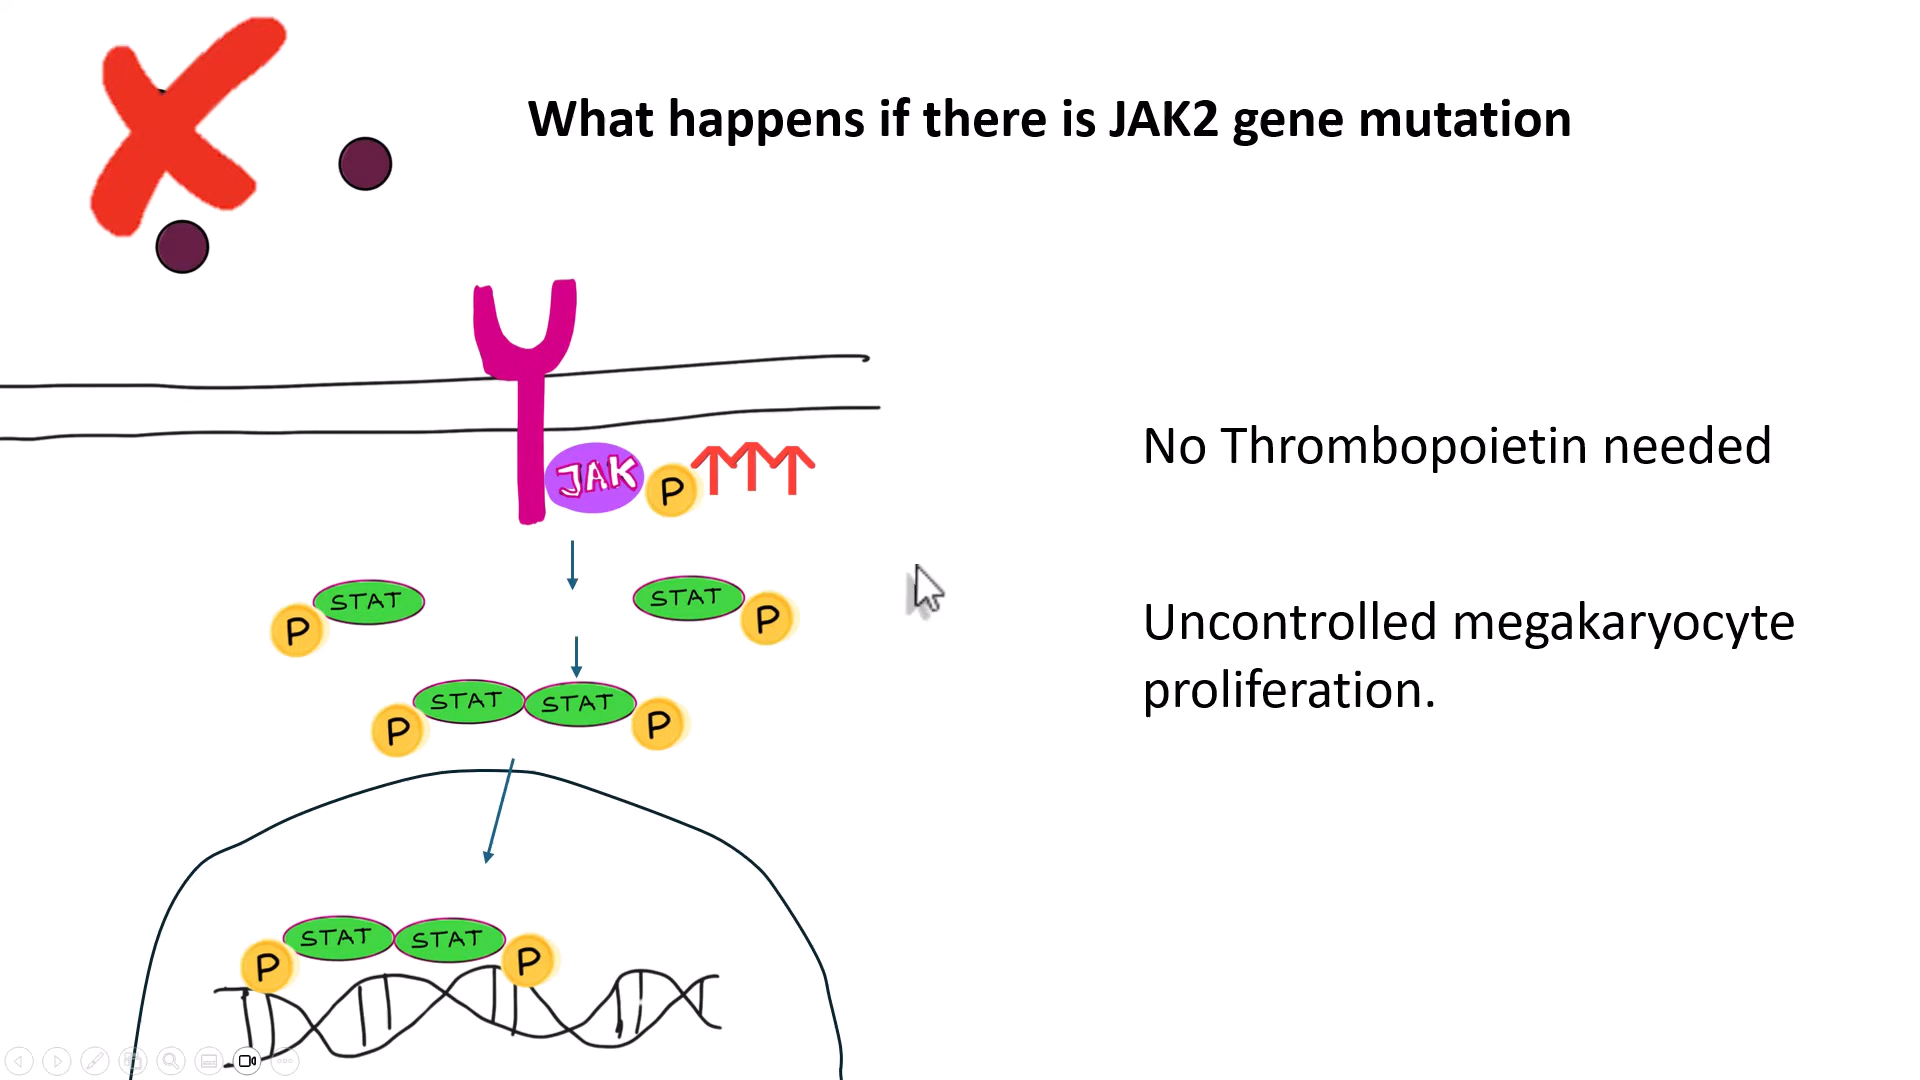 What happens if there is JAK2 gene mutation
No Thrombopoietin needed
JAK P
STAT P
STAT P
Uncontrolled megakaryocyte
proliferation.
P STAT STAT P
P STAT STAT P